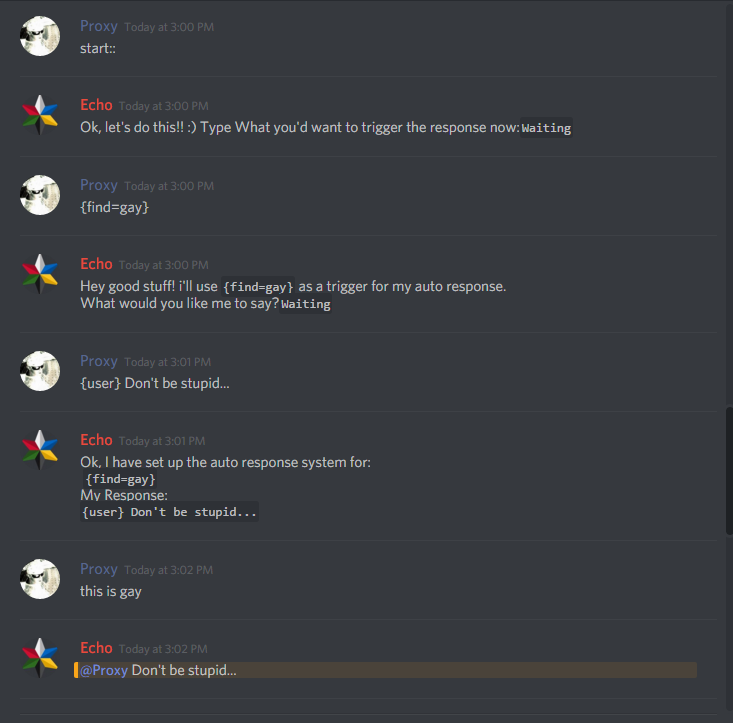 Proxy Today at 3:00 PM
start::
Echo Today at 3:00 PM
Ok, let's do this!! :) Type What you'd want to trigger the response now:Waiting
Proxy Today at 3:00 PM
{find=gay}
Echo Today at 3:00 PM
Hey good stuff! i'll use {find=gay} as a trigger for my auto response.
What would you like me to say?Waiting
Proxy Today at 3:01 PM
{user} Don't be stupid...
Echo Today at 3:01 PM
Ok, I have set up the auto response system for:
{find=gay}
My Response:
{user} Don't be stupid...
Proxy Today at 3:02 PM
this is gay
Echo Today at 3:02 PM
@Proxy Don't be stupid...